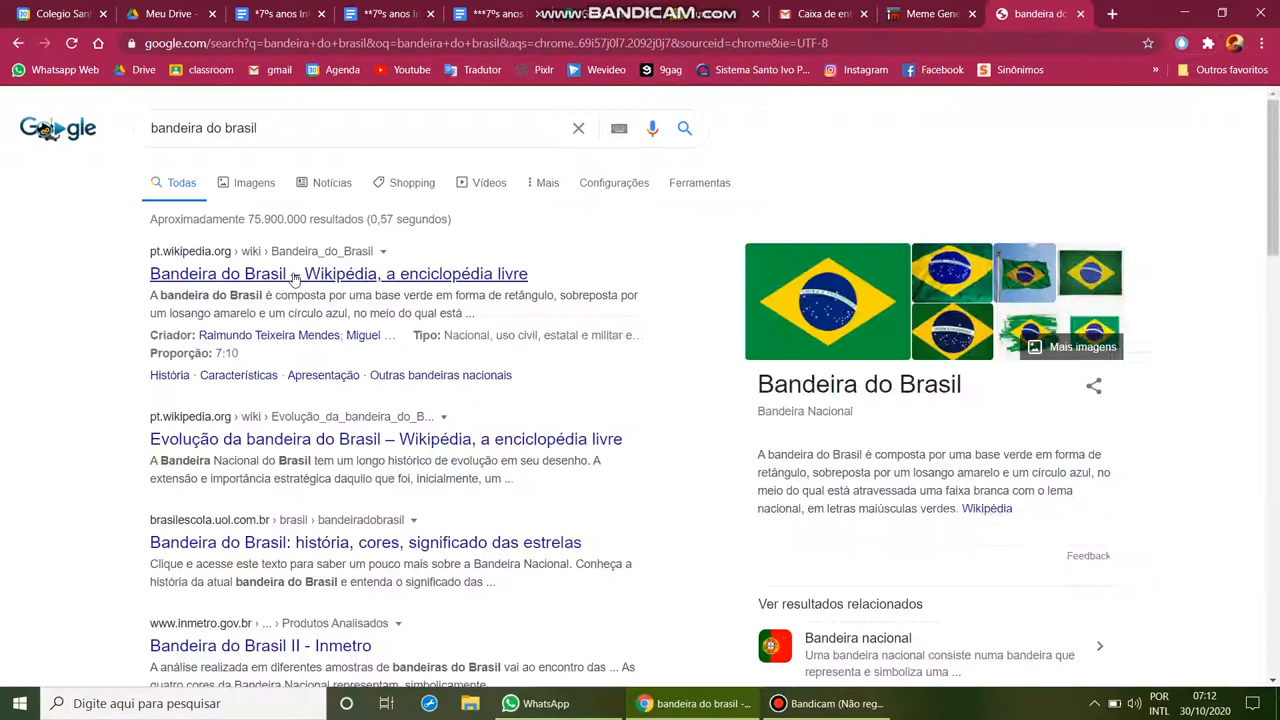 Colégio Sant
Meu Drive -
*7ºs anos Int
**7ºs anos In
***7ºs anos
www.BANDICAM.com
Caixa de ent
Meme Gene
bandeira do
google.com/search?q=bandeira+do+brasil&oq=bandeira+do+brasil&aqs=chrome..69i57j0l7.2092j0j7&sourceid=chrome&ie=UTF-8
Whatsapp Web
Drive
classroom
gmail
Agenda
Youtube
Tradutor
Pixlr
Wevideo
9gag
Sistema Santo Ivo P...
Instagram
Facebook
Sinônimos
»
Outros favoritos
Google
bandeira do brasil
Todas
Imagens
Notícias
Shopping
Vídeos
Mais
Configurações
Ferramentas
Aproximadamente 75.900.000 resultados (0,57 segundos)
pt.wikipedia.org › wiki › Bandeira_do_Brasil
Bandeira do Brasil – Wikipédia, a enciclopédia livre
A bandeira do Brasil é composta por uma base verde em forma de retângulo, sobreposta por
um losango amarelo e um círculo azul, no meio do qual está ...
Criador: Raimundo Teixeira Mendes; Miguel ...
Tipo: Nacional, uso civil, estatal e militar e...
Proporção: 7:10
História · Características · Apresentação · Outras bandeiras nacionais
pt.wikipedia.org › wiki › Evolução_da_bandeira_do_B...
Evolução da bandeira do Brasil – Wikipédia, a enciclopédia livre
A Bandeira Nacional do Brasil tem um longo histórico de evolução em seu desenho. A
extensão e importância estratégica daquilo que foi, inicialmente, um ...
brasilescola.uol.com.br › brasil › bandeiradobrasil
Bandeira do Brasil: história, cores, significado das estrelas
Clique e acesse este texto para saber um pouco mais sobre a Bandeira Nacional. Conheça a
história da atual bandeira do Brasil e entenda o significado das ...
www.inmetro.gov.br › ... › Produtos Analisados
Bandeira do Brasil II - Inmetro
A análise realizada em diferentes amostras de bandeiras do Brasil vai ao encontro das ... As
quatro cores da Bandeira Nacional representam, simbolicamente,
Mais imagens
Bandeira do Brasil
Bandeira Nacional
A bandeira do Brasil é composta por uma base verde em forma de
retângulo, sobreposta por um losango amarelo e um círculo azul, no
meio do qual está atravessada uma faixa branca com o lema
nacional, em letras maiúsculas verdes. Wikipédia
Feedback
Ver resultados relacionados
Bandeira nacional
Uma bandeira nacional consiste numa bandeira que
representa e simboliza uma ...
Digite aqui para pesquisar
WhatsApp
bandeira do brasil -...
Bandicam (Não reg...
POR
INTL
07:12
30/10/2020